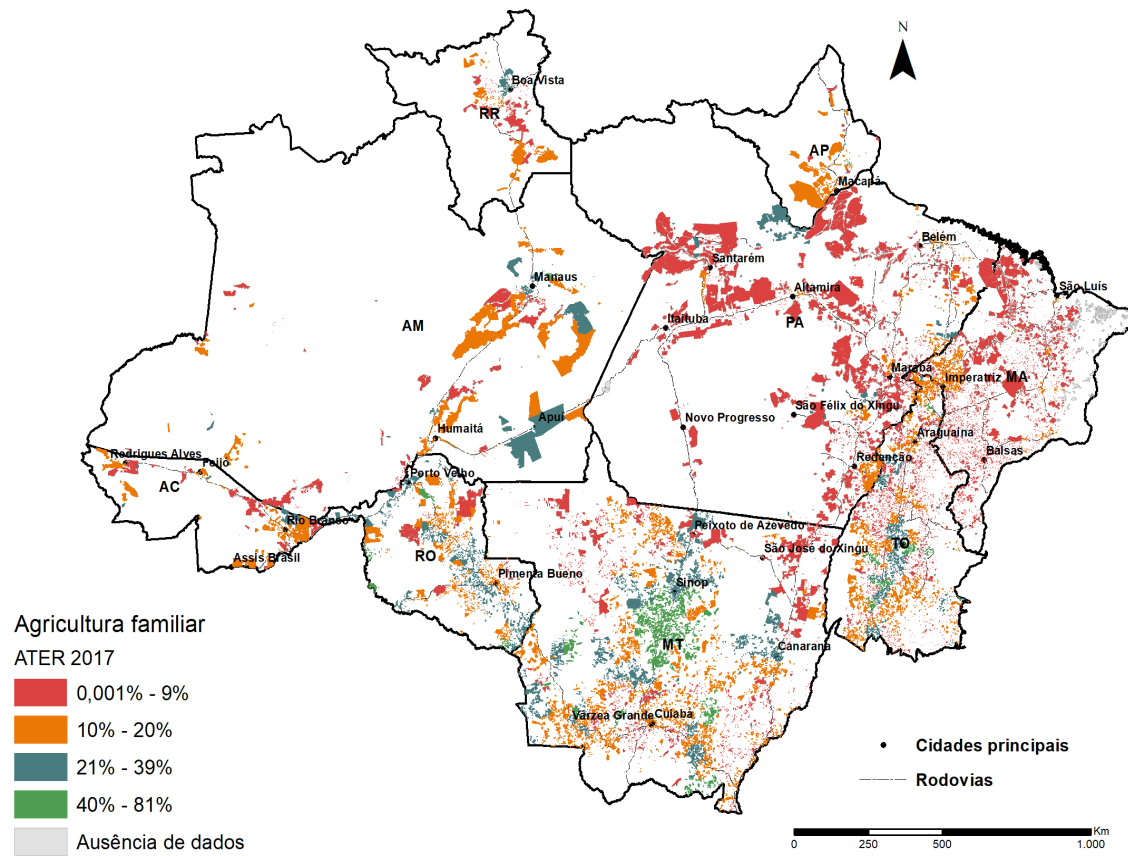 N
Boa Vista
RR
AP
Macapá
Belém
Santarém
Manaus
São Luís
Altamira
Itaituba
AM
PA
Marabá
Imperatriz
MA
São Félix do Xingu
Novo Progresso
Apuí
Humaitá
Araguaína
Rodrigues Alves
Feijó
Redenção
Balsas
Porto Velho
AC
Rio Branco
Peixoto de Azevedo
Assis Brasil
RO
São José do Xingu
TO
Pimenta Bueno
Sinop
MT
Canarana
Várzea Grande
Cuiabá
Agricultura familiar
ATER 2017
0,001% - 9%
10% - 20%
21% - 39%
40% - 81%
Ausência de dados
Cidades principais
Rodovias
Km
0 250 500 1.000